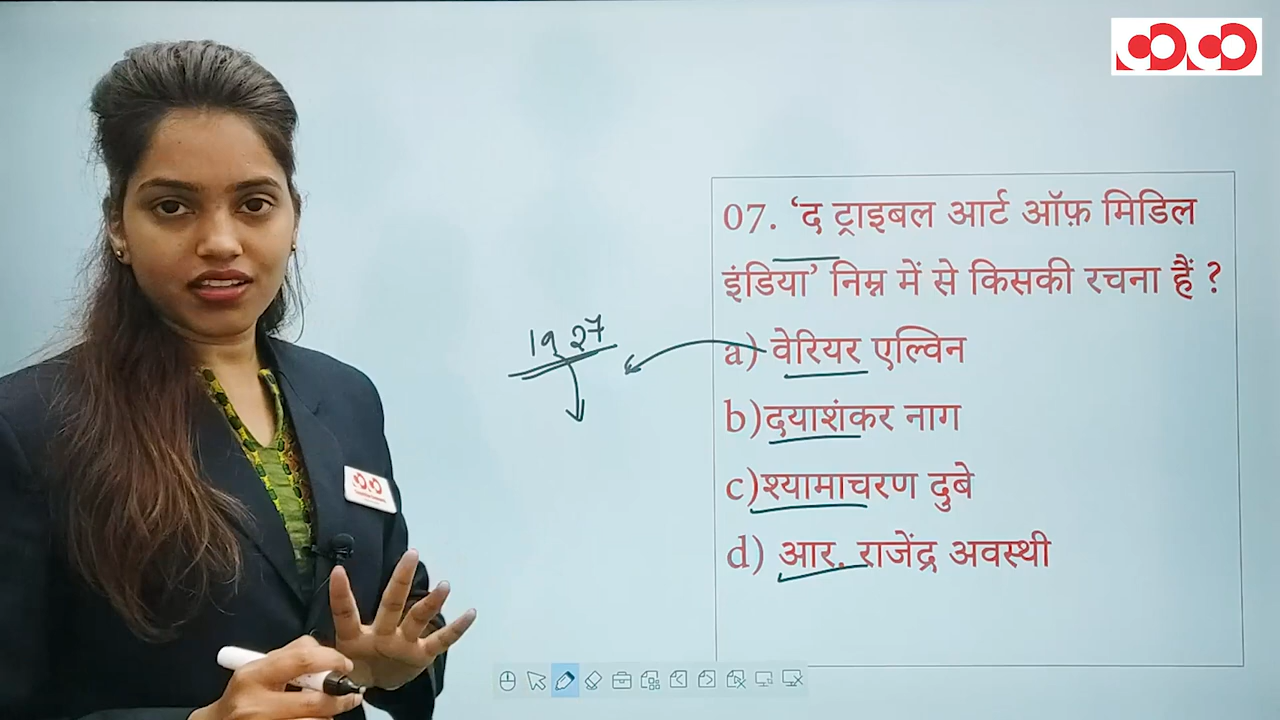 07. ‘द ट्राइबल आर्ट ऑफ़ मिडिल
इंडिया’ निम्न में से किसकी रचना हैं ?
a) वेरियर एल्विन
b)दयाशंकर नाग
c)श्यामाचरण दुबे
d) आर. राजेंद्र अवस्थी
1927